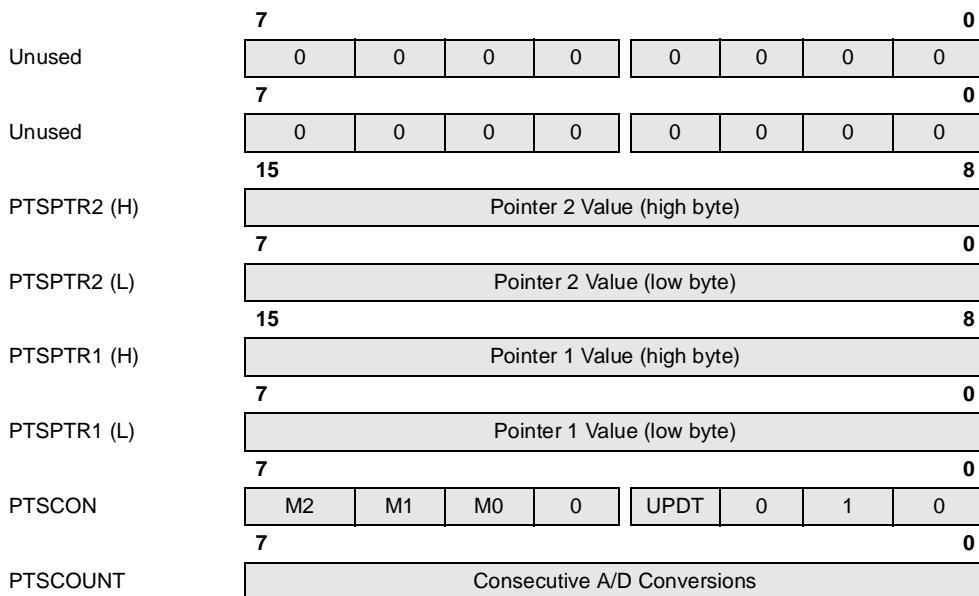 7 0
Unused 0 0 0 0 0 0 0 0
7 0
Unused 0 0 0 0 0 0 0 0
15 8
PTSPTR2 (H) Pointer 2 Value (high byte)
7 0
PTSPTR2 (L) Pointer 2 Value (low byte)
15 8
PTSPTR1 (H) Pointer 1 Value (high byte)
7 0
PTSPTR1 (L) Pointer 1 Value (low byte)
7 0
PTSCON M2 M1 M0 0 UPDT 0 1 0
7 0
PTSCOUNT Consecutive A/D Conversions